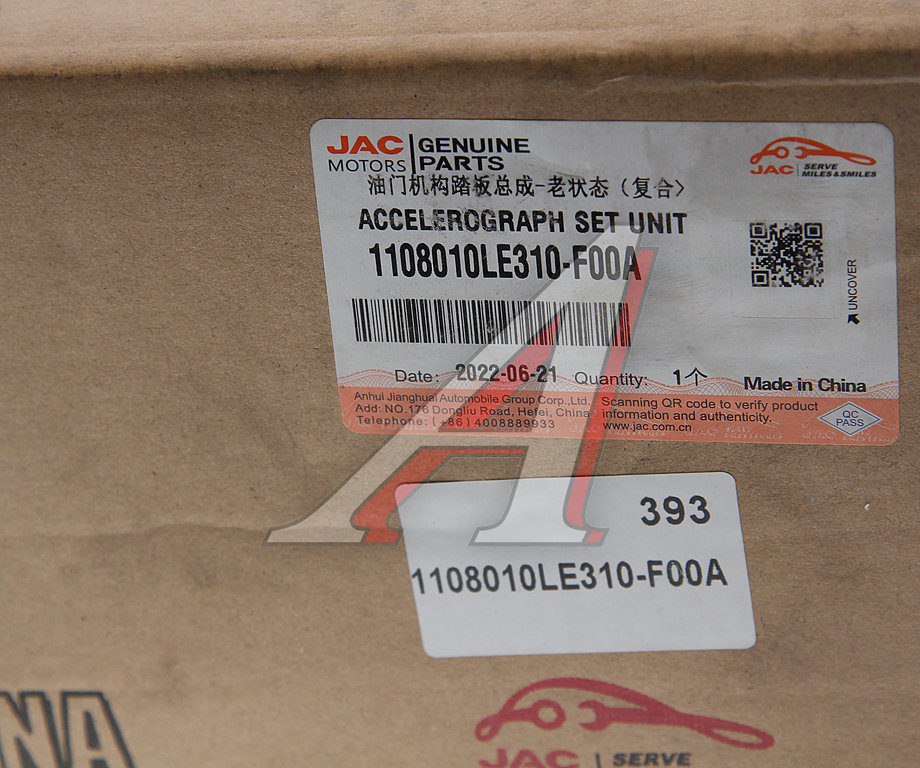 JAC MOTORS GENUINE PARTS
JAC SERVE MILES & SMILES
油门机构踏板总成-老状态（复合>
ACCELEROGRAPH SET UNIT
1108010LE310-F00A
UNCOVER
Date: 2022-06-21 Quantity: 1个 Made in China
Anhui Jianghuai Automobile Group Corp.,Ltd.
Add: NO.176 Dongliu Road, Hefei, China
Telephone: (+86) 4008889933
Scanning QR code to verify product
information and authenticity.
www.jac.com.cn
QC PASS
393
1108010LE310-F00A
NA
JAC SERVE